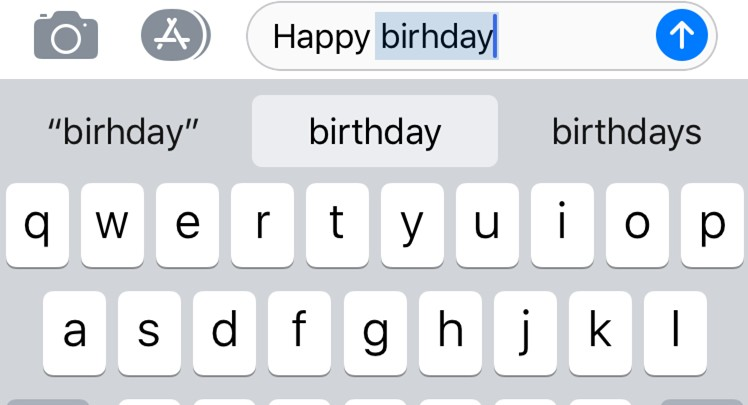 Happy birhday
“birhday” birthday birthdays
q w e r t y u i o p
a s d f g h j k l